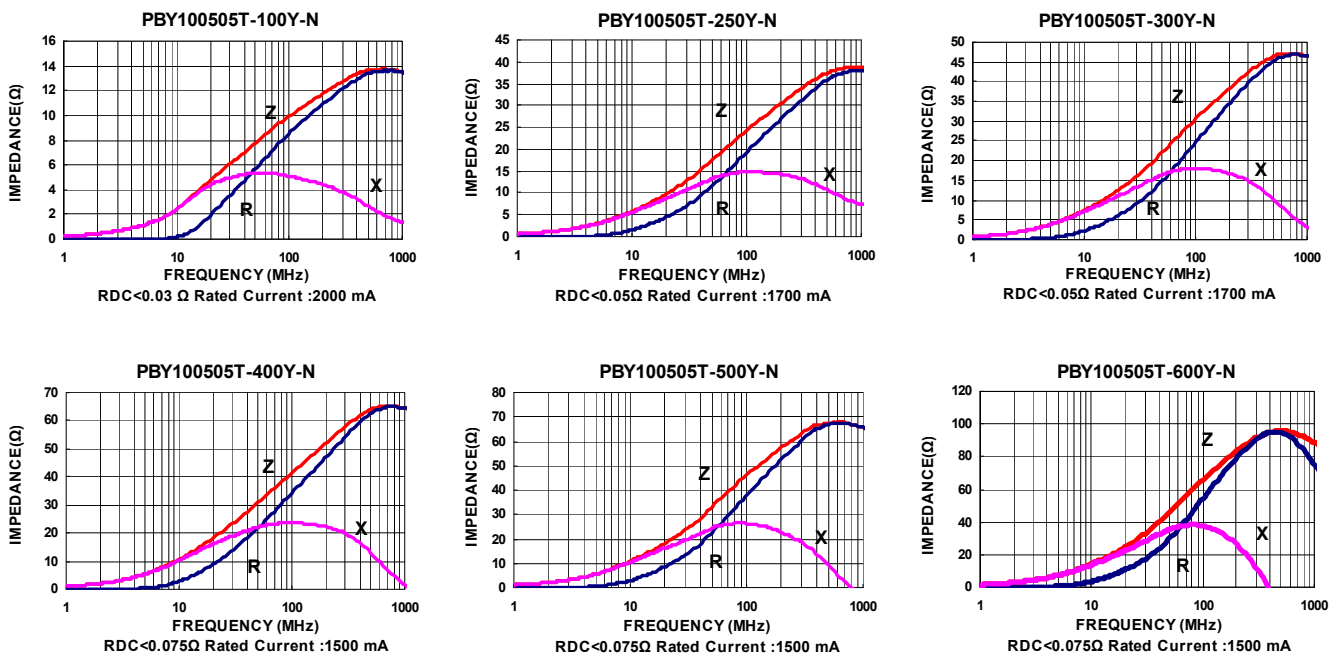 PBY100505T-100Y-N
IMPEDANCE(Ω)
16
14
12
10
8
6
4
2
0
Z
X
R
1 10 100 1000
FREQUENCY (MHz)
RDC<0.03 Ω Rated Current :2000 mA
PBY100505T-250Y-N
IMPEDANCE(Ω)
45
40
35
30
25
20
15
10
5
0
Z
X
R
1 10 100 1000
FREQUENCY (MHz)
RDC<0.05Ω Rated Current :1700 mA
PBY100505T-300Y-N
IMPEDANCE(Ω)
50
45
40
35
30
25
20
15
10
5
0
Z
X
R
1 10 100 1000
FREQUENCY (MHz)
RDC<0.05Ω Rated Current :1700 mA
PBY100505T-400Y-N
IMPEDANCE(Ω)
70
60
50
40
30
20
10
0
Z
X
R
1 10 100 1000
FREQUENCY (MHz)
RDC<0.075Ω Rated Current :1500 mA
PBY100505T-500Y-N
IMPEDANCE(Ω)
80
70
60
50
40
30
20
10
0
Z
X
R
1 10 100 1000
FREQUENCY (MHz)
RDC<0.075Ω Rated Current :1500 mA
PBY100505T-600Y-N
IMPEDANCE(Ω)
120
100
80
60
40
20
0
Z
X
R
1 10 100 1000
FREQUENCY (MHz)
RDC<0.075Ω Rated Current :1500 mA